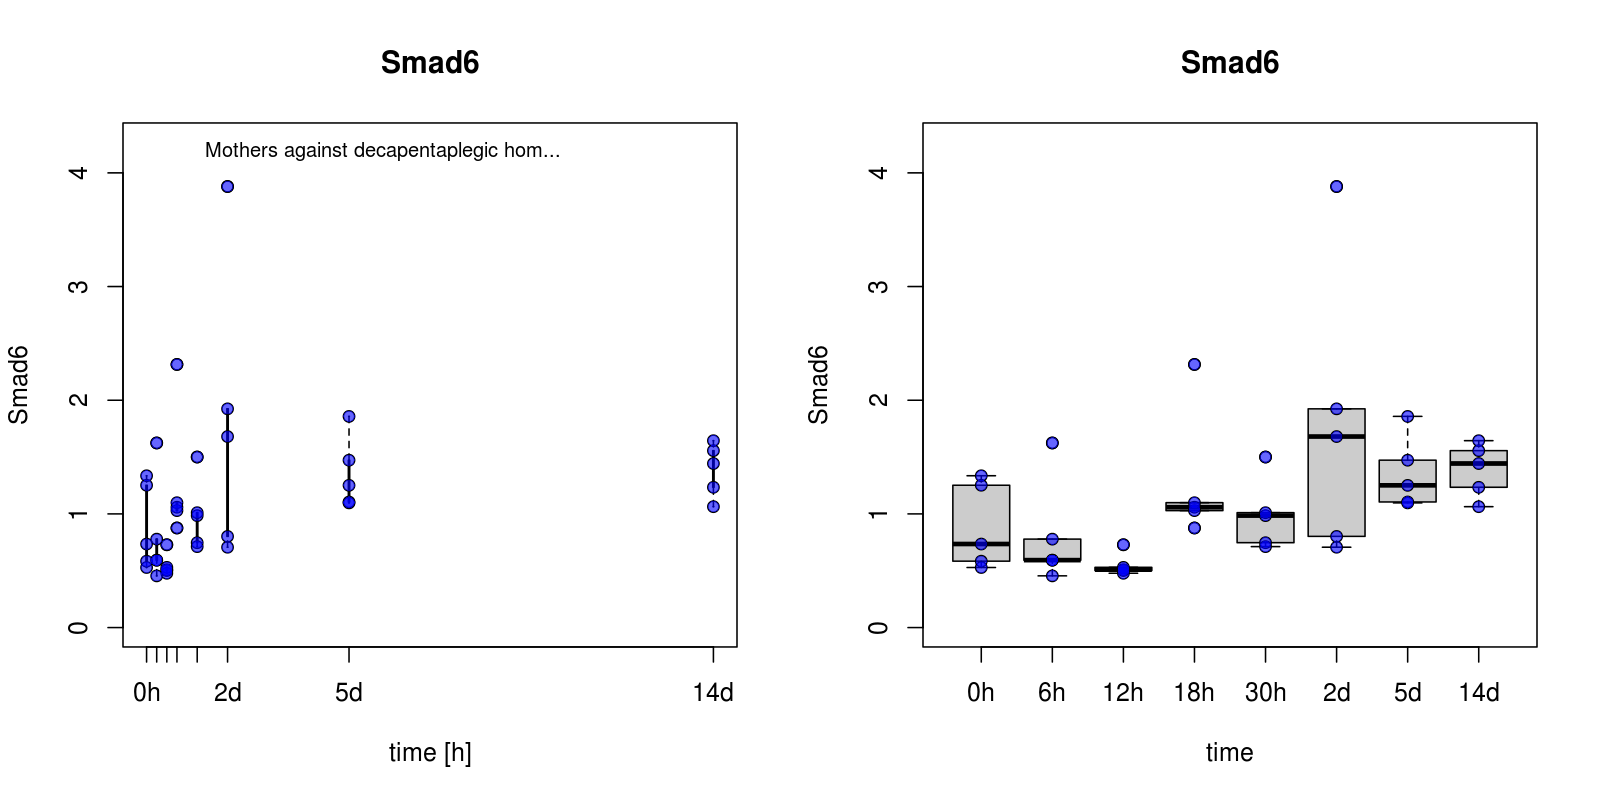 Smad6
Mothers against decapentaplegic hom...
Smad6
4
3
2
1
0
0h 2d 5d 14d
time [h]
Smad6
Smad6
4
3
2
1
0
0h 6h 12h 18h 30h 2d 5d 14d
time